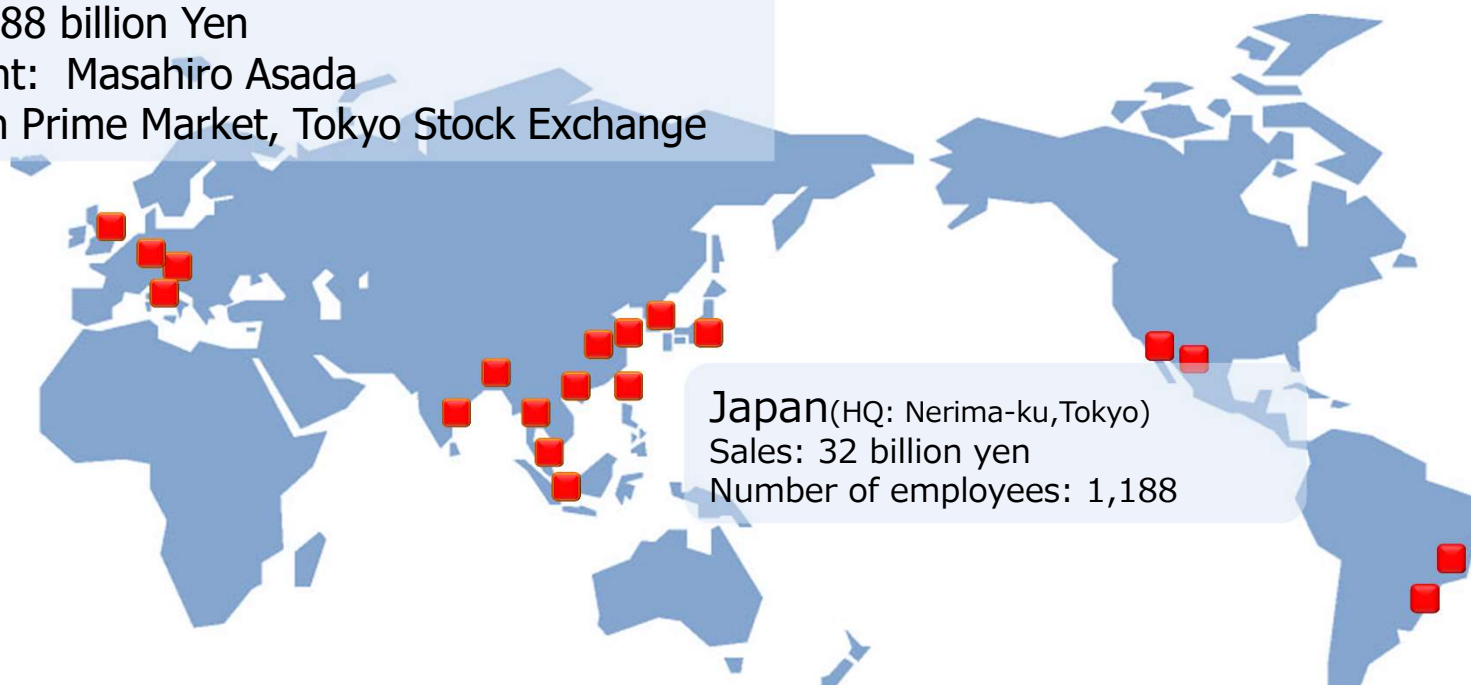 88 billion Yen
nt: Masahiro Asada
n Prime Market, Tokyo Stock Exchange
Japan(HQ: Nerima-ku,Tokyo)
Sales: 32 billion yen
Number of employees: 1,188